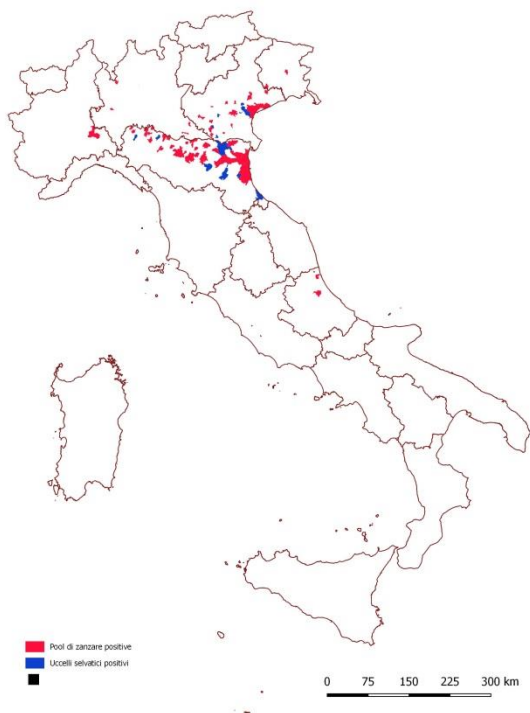 Pool di zanzare positive
Uccelli selvatici positivi
0 75 150 225 300 km